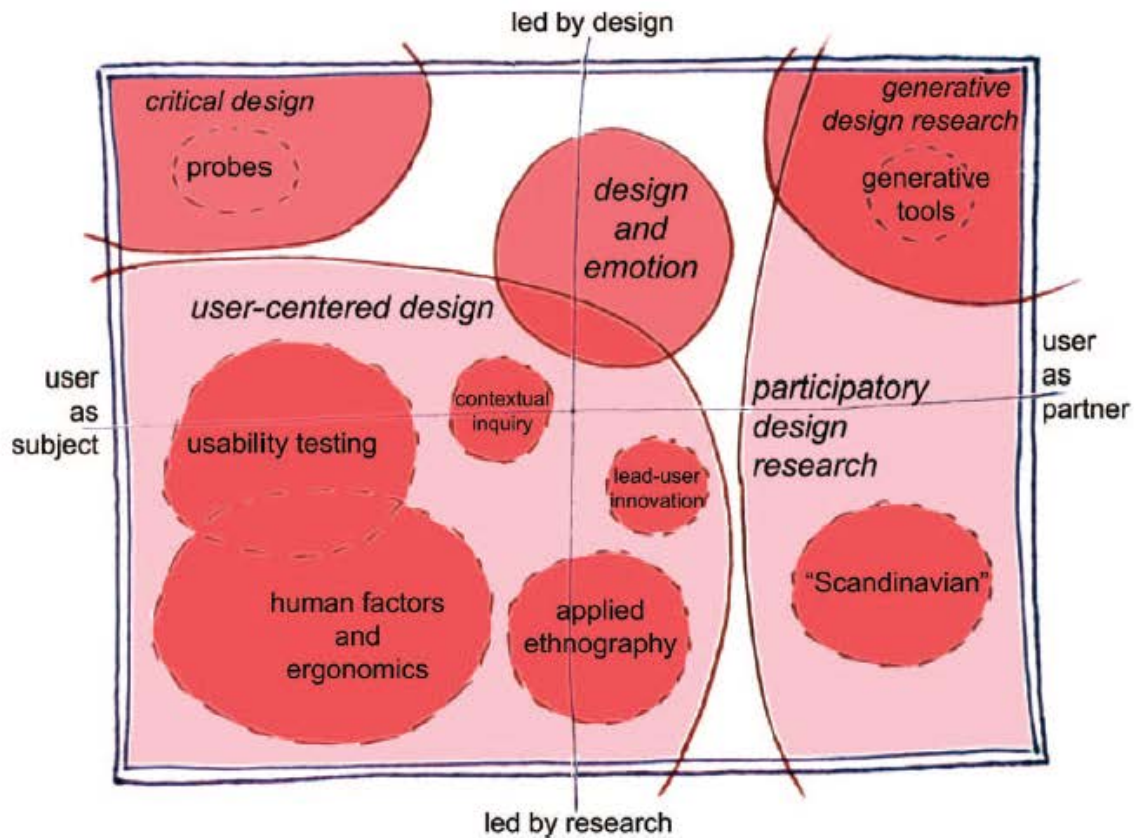 led by design
critical design
probes
generative
design research
generative
tools
design
and
emotion
user-centered design
user
as
subject
usability testing
contextual
inquiry
lead-user
innovation
participatory
design
research
user
as
partner
human factors
and
ergonomics
applied
ethnography
“Scandinavian”
led by research